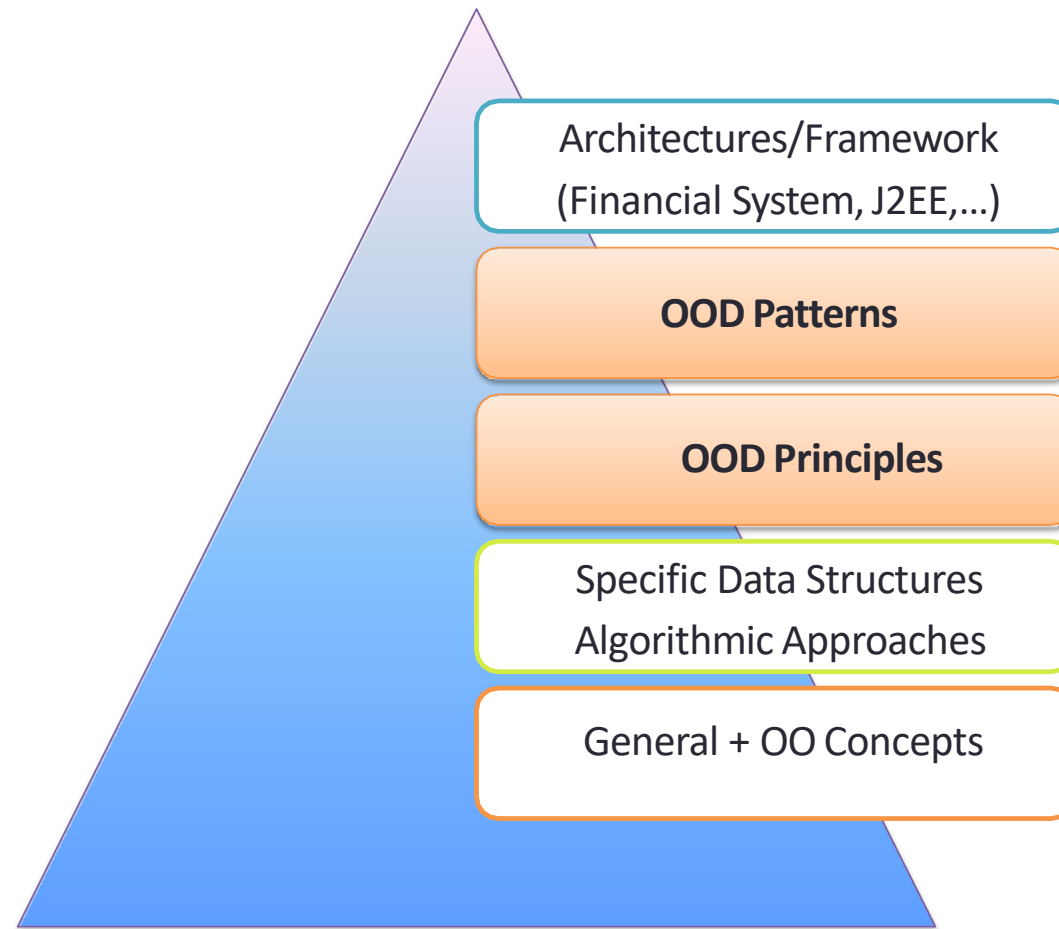 Architectures/Framework
(Financial System, J2EE,...)
OOD Patterns
OOD Principles
Specific Data Structures
Algorithmic Approaches
General + OO Concepts